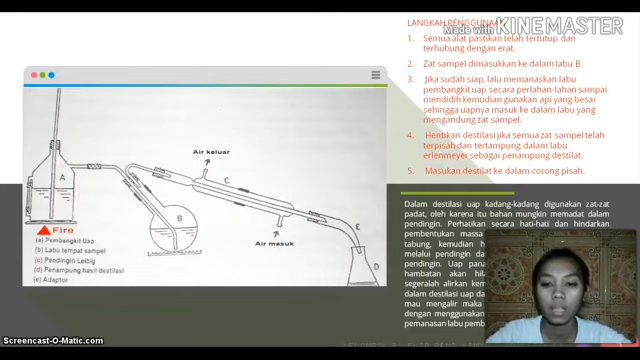 LANGKAH PENGGUNAA
Made with KINEMASTER
1. Semua alat pastikan telah tertutup dan
terhubung dengan erat.
2. Zat sampel dimasukkan ke dalam labu B
3. Jika sudah siap, lalu memanaskan labu
pembangkit uap secara perlahan-lahan sampai
mendidih kemudian gunakan api yang besar
sehingga uapnya masuk ke dalam labu yang
mengandung zat sampel.
4. Hentikan destilasi jika semua zat sampel telah
terpisah dan tertampung dalam labu
erlenmeyer sebagai penampung destilat.
5. Masukan destilat ke dalam corong pisah.
Air keluar
A
C
B
Air masuk
E
D
Fire
(a) Pembangkit Uap
(b) Labu tempat sampel
(c) Pendingin Leibig
(d) Penampung hasil destilasi
(e) Adaptor
Dalam destilasi uap kadang-kadang digunakan zat-zat
padat, oleh karena itu bahan mungkin memadat dalam
pendingin. Perhatikan secara hati-hati dan hindarkan
pembentukan massa
tabung, kemudian
melalui pendingin
pendingin. Uap
hambatan akan
segeralah alirkan
dalam destilasi uap
mau mengalir maka
dengan menggunakan
pemanasan labu
Screencast-O-Matic.com